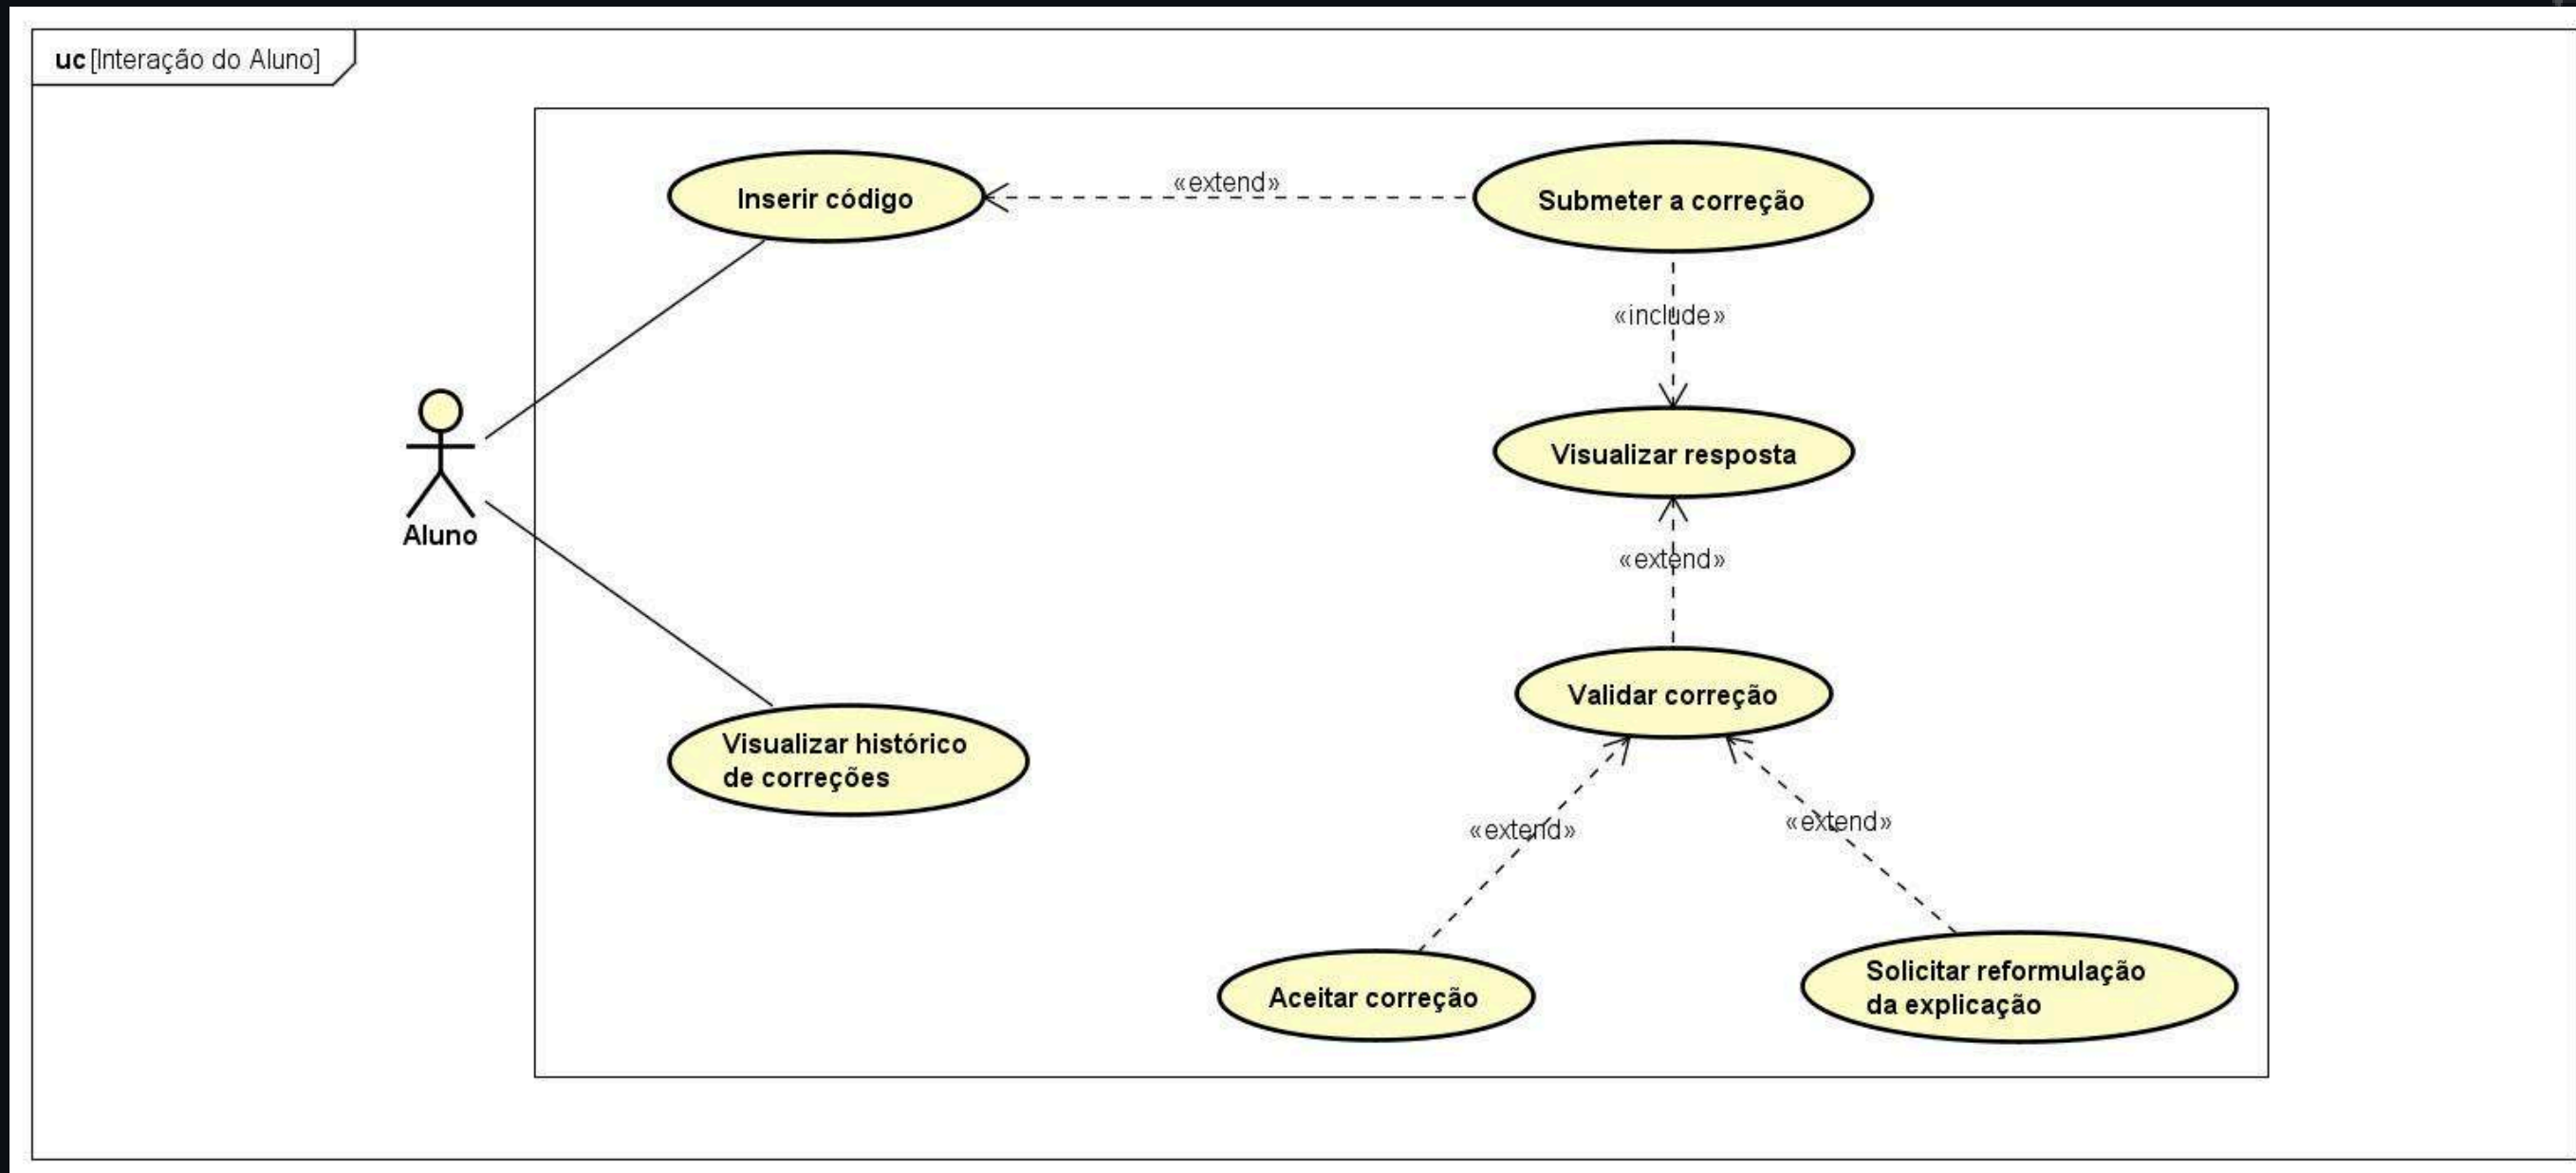 uc [Interação do Aluno]
Inserir código
«extend»
Submeter a correção
«include»
Visualizar resposta
«extend»
Aluno
Validar correção
Visualizar histórico
de correções
«extend»
«extend»
Aceitar correção
Solicitar reformulação
da explicação